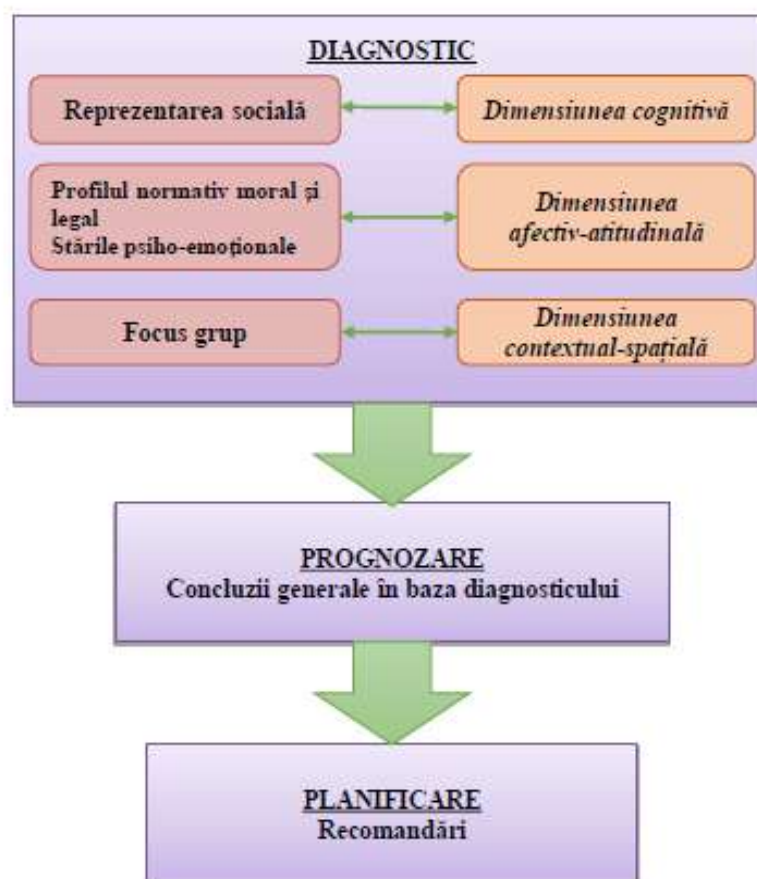 DIAGNOSTIC
Reprezentarea socială
Dimensiunea cognitivă
Profilul normativ moral și
legal
Stările psiho-emoționale
Dimensiunea
afectiv-atitudinală
Focus grup
Dimensiunea
contextual-spațială
PROGNOZARE
Concluzii generale în baza diagnosticului
PLANIFICARE
Recomandări